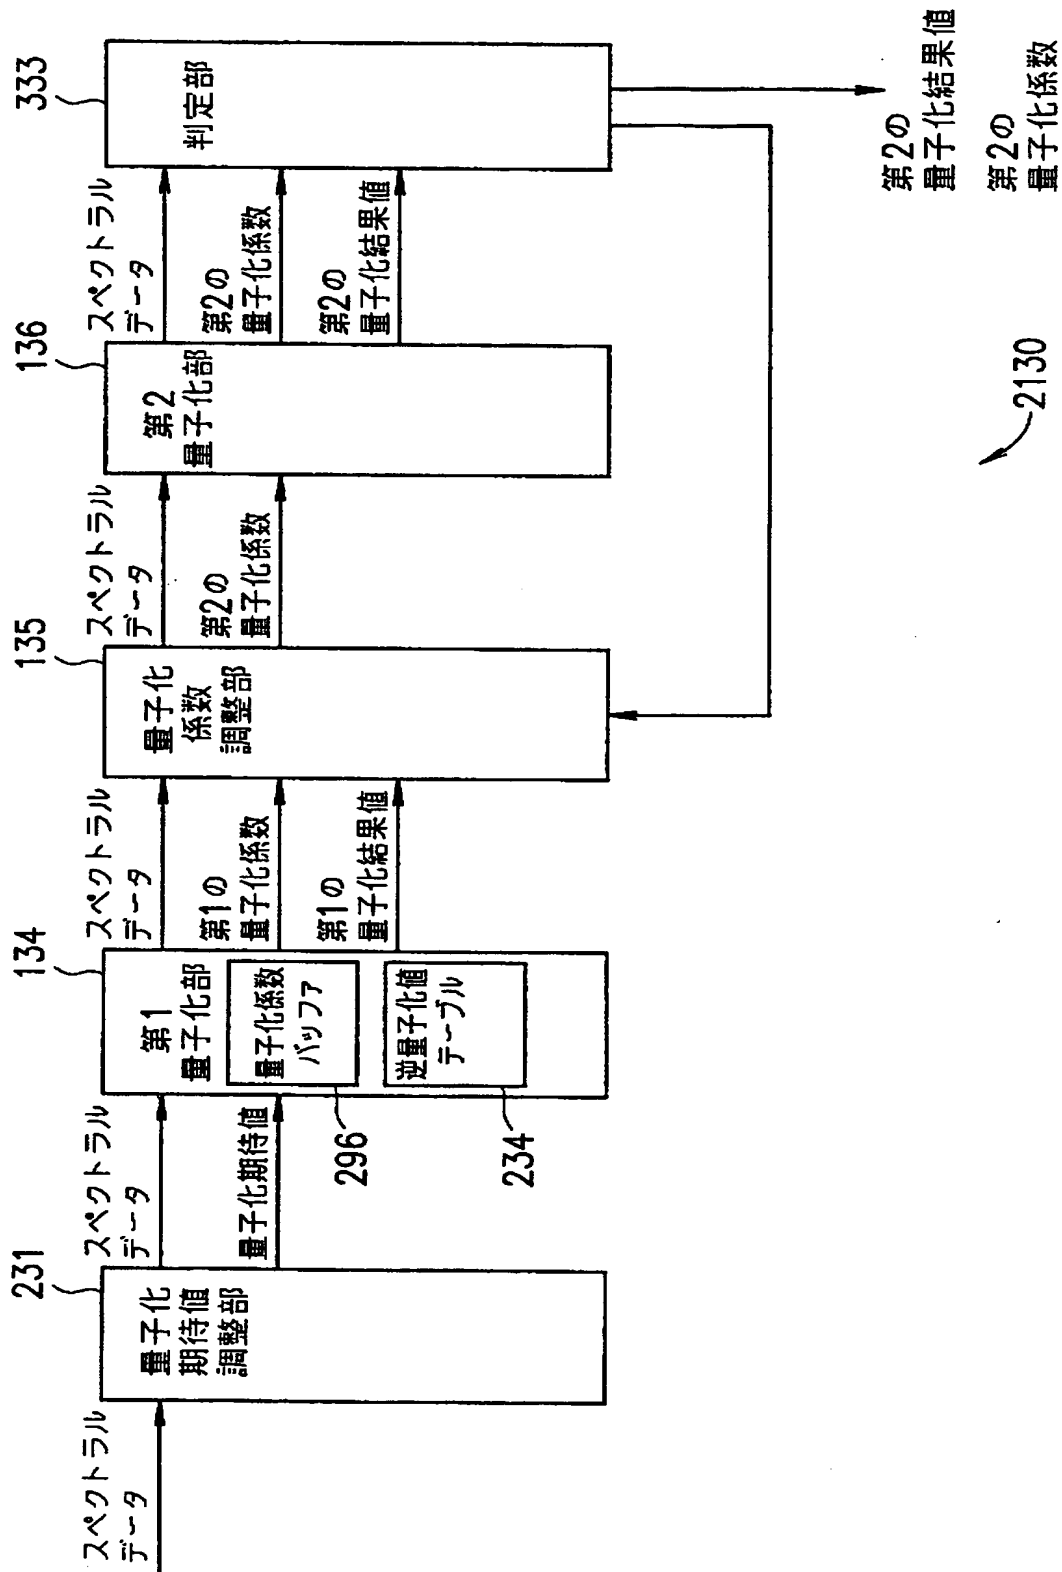 スペクトラル
データ
231
量子化
期待値
調整部
スペクトラル
データ
量子化期待値
134
第1
量子化部
量子化係数
バッファ
296
逆量子化値
テーブル
234
スペクトラル
データ
第1の
量子化係数
第1の
量子化結果値
135
量子化
係数
調整部
スペクトラル
データ
第2の
量子化係数
136
第2
量子化部
スペクトラル
データ
第2の
量子化係数
第2の
量子化結果値
333
判定部
第2の
量子化結果値
第2の
量子化係数
2130